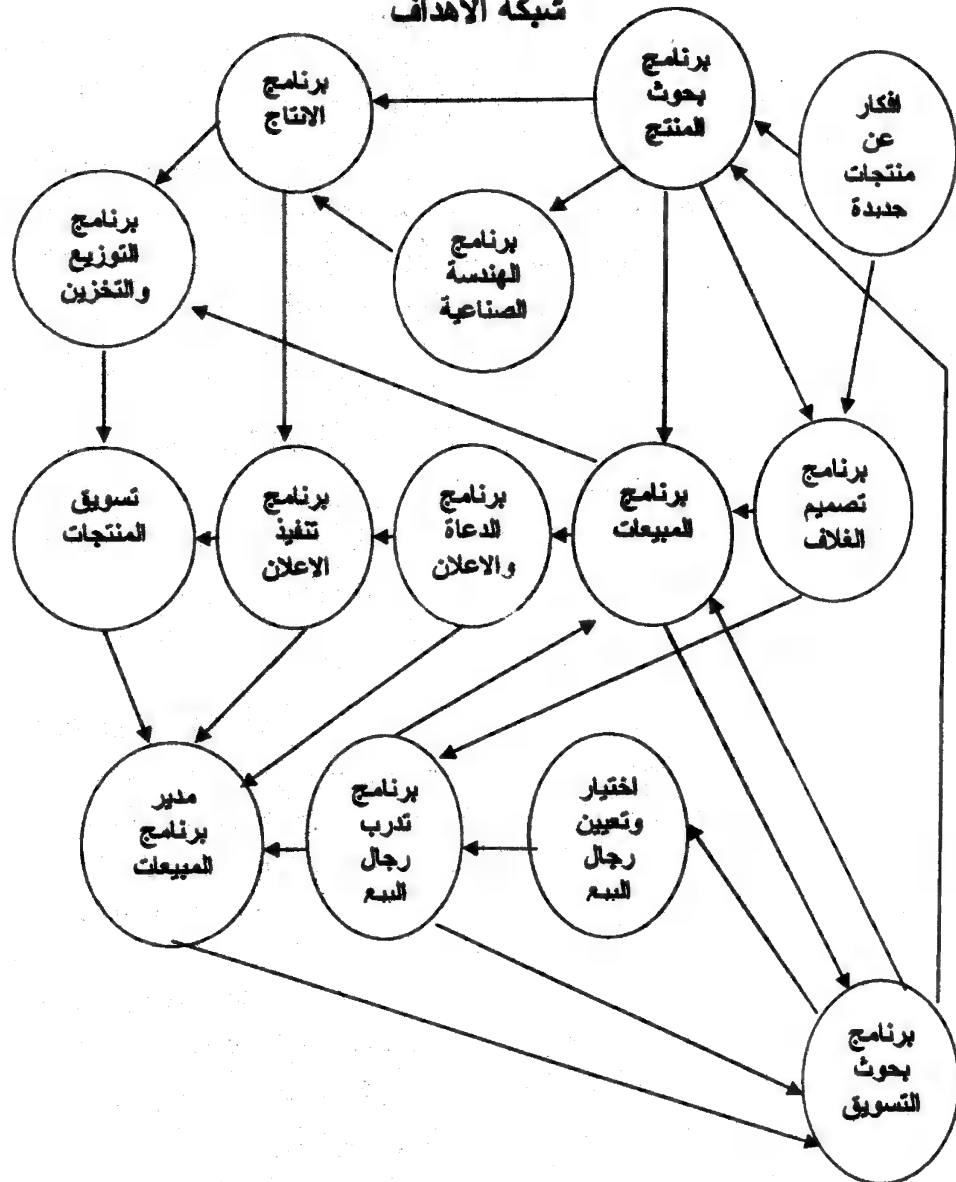 شبكة الاهداف
افكار
عن
منتجات
جديدة
برنامج
بحوث
المنتج
برنامج
الانتاج
برنامج
الهندسة
الصناعية
برنامج
التوزيع
والتخزين
برنامج
تصميم
الغلاف
برنامج
المبيعات
برنامج
الدعاة
والاعلان
برنامج
تنفيذ
الاعلان
تسويق
المنتجات
اختيار
وتعيين
رجال
البيع
برنامج
تدرب
رجال
البيع
مدير
برنامج
المبيعات
برنامج
بحوث
التسويق